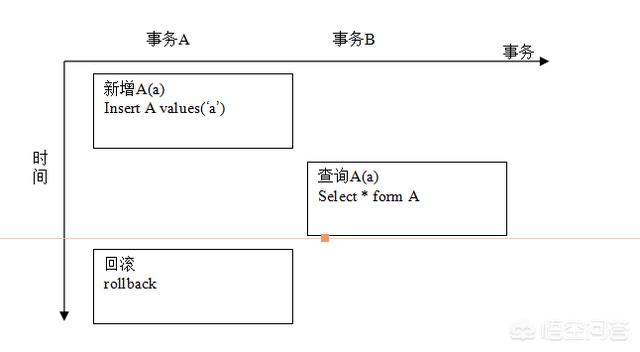 事务A
事务B
事务
新增A(a)
Insert A values(‘a’)
时
间
查询A(a)
Select * form A
回滚
rollback
悟空问答